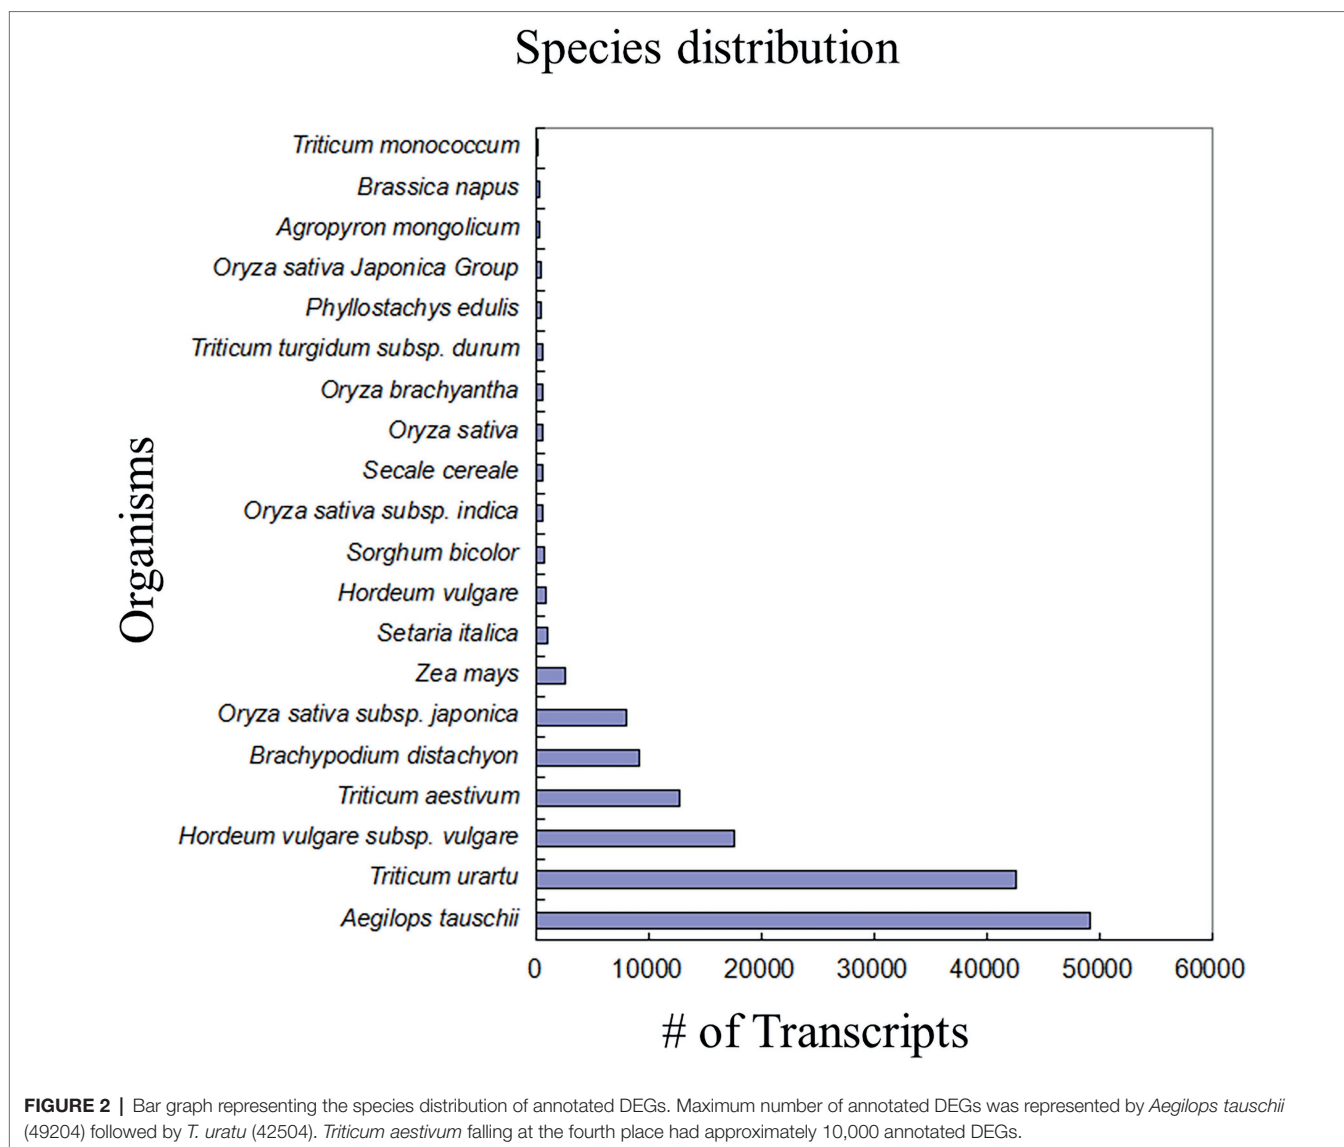 Species distribution
Triticum monococcum
Brassica napus
Agropyron mongolicum
Oryza sativa Japonica Group
Phyllostachys edulis
Triticum turgidum subsp. durum
Oryza brachyantha
Oryza sativa
Secale cereale
Oryza sativa subsp. indica
Sorghum bicolor
Hordeum vulgare
Setaria italica
Zea mays
Oryza sativa subsp. japonica
Brachypodium distachyon
Triticum aestivum
Hordeum vulgare subsp. vulgare
Triticum urartu
Aegilops tauschii
Organisms
0 10000 20000 30000 40000 50000 60000
# of Transcripts
FIGURE 2 | Bar graph representing the species distribution of annotated DEGs. Maximum number of annotated DEGs was represented by Aegilops tauschii
(49204) followed by T. uratu (42504). Triticum aestivum falling at the fourth place had approximately 10,000 annotated DEGs.